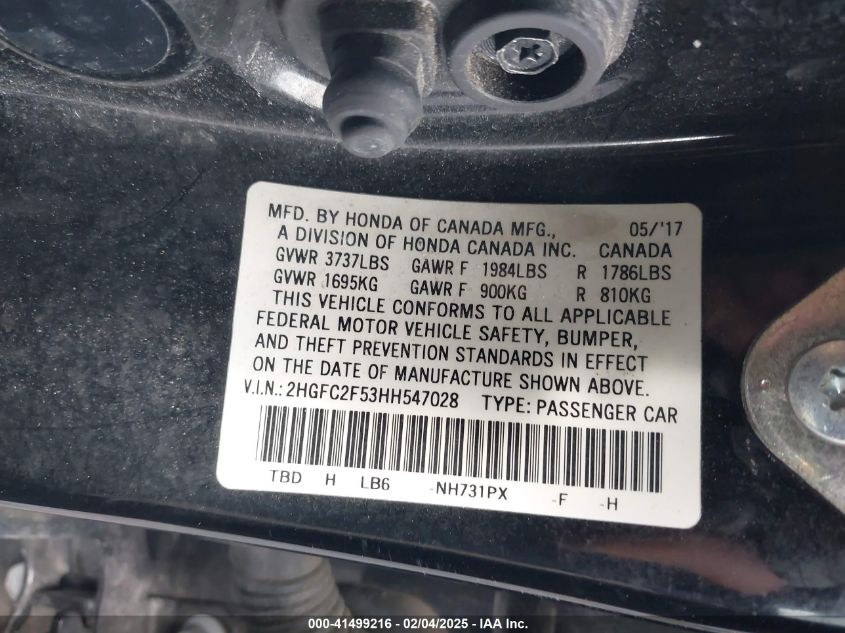 MFD. BY HONDA OF CANADA MFG., 05/'17
A DIVISION OF HONDA CANADA INC. CANADA
GVWR 3737LBS GAWR F 1984LBS R 1786LBS
GVWR 1695KG GAWR F 900KG R 810KG
THIS VEHICLE CONFORMS TO ALL APPLICABLE
FEDERAL MOTOR VEHICLE SAFETY, BUMPER,
AND THEFT PREVENTION STANDARDS IN EFFECT
ON THE DATE OF MANUFACTURE SHOWN ABOVE.
V.I.N.: 2HGFC2F53HH547028 TYPE: PASSENGER CAR
TBD H LB6 -NH731PX -F -H
000-41499216 - 02/04/2025 - IAA Inc.